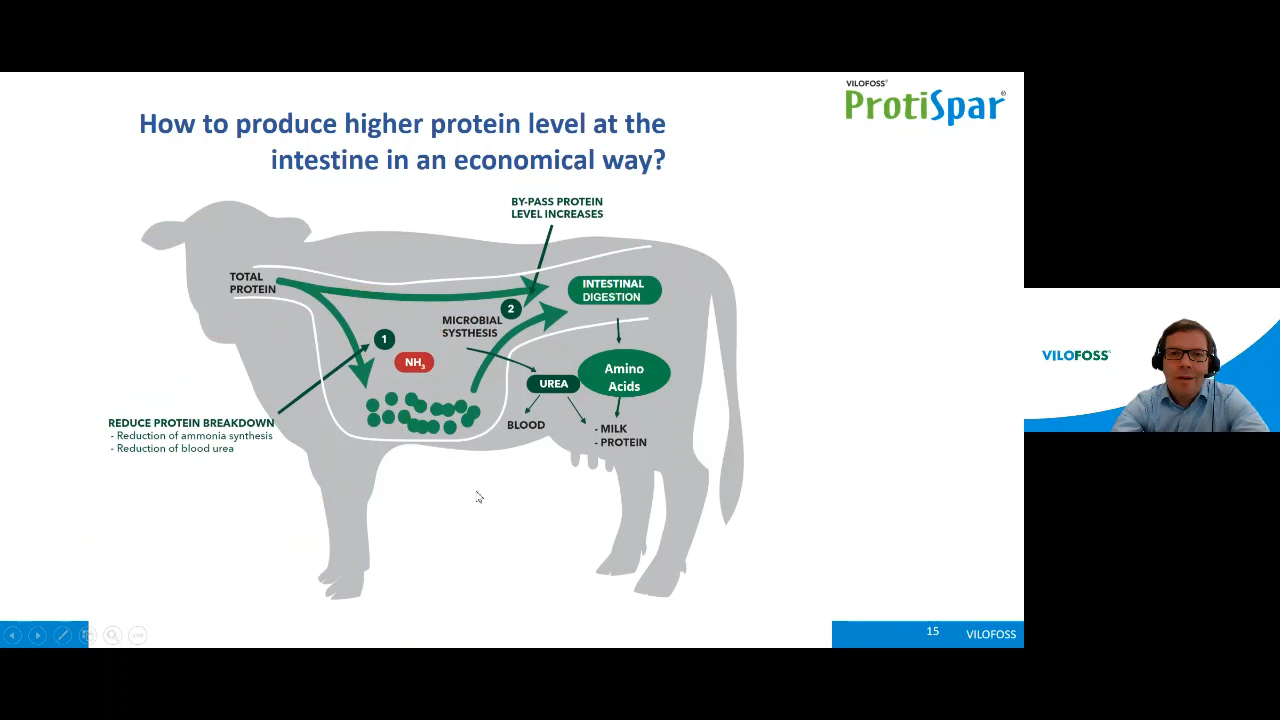 VILOFOSS®
ProtiSpar®
How to produce higher protein level at the
intestine in an economical way?
BY-PASS PROTEIN
LEVEL INCREASES
TOTAL
PROTEIN
INTESTINAL
DIGESTION
2
MICROBIAL
SYSTHESIS
1
NH3
Amino
Acids
UREA
REDUCE PROTEIN BREAKDOWN
- Reduction of ammonia synthesis
- Reduction of blood urea
BLOOD
- MILK
- PROTEIN
VILOFOSS®
15
VILOFOSS